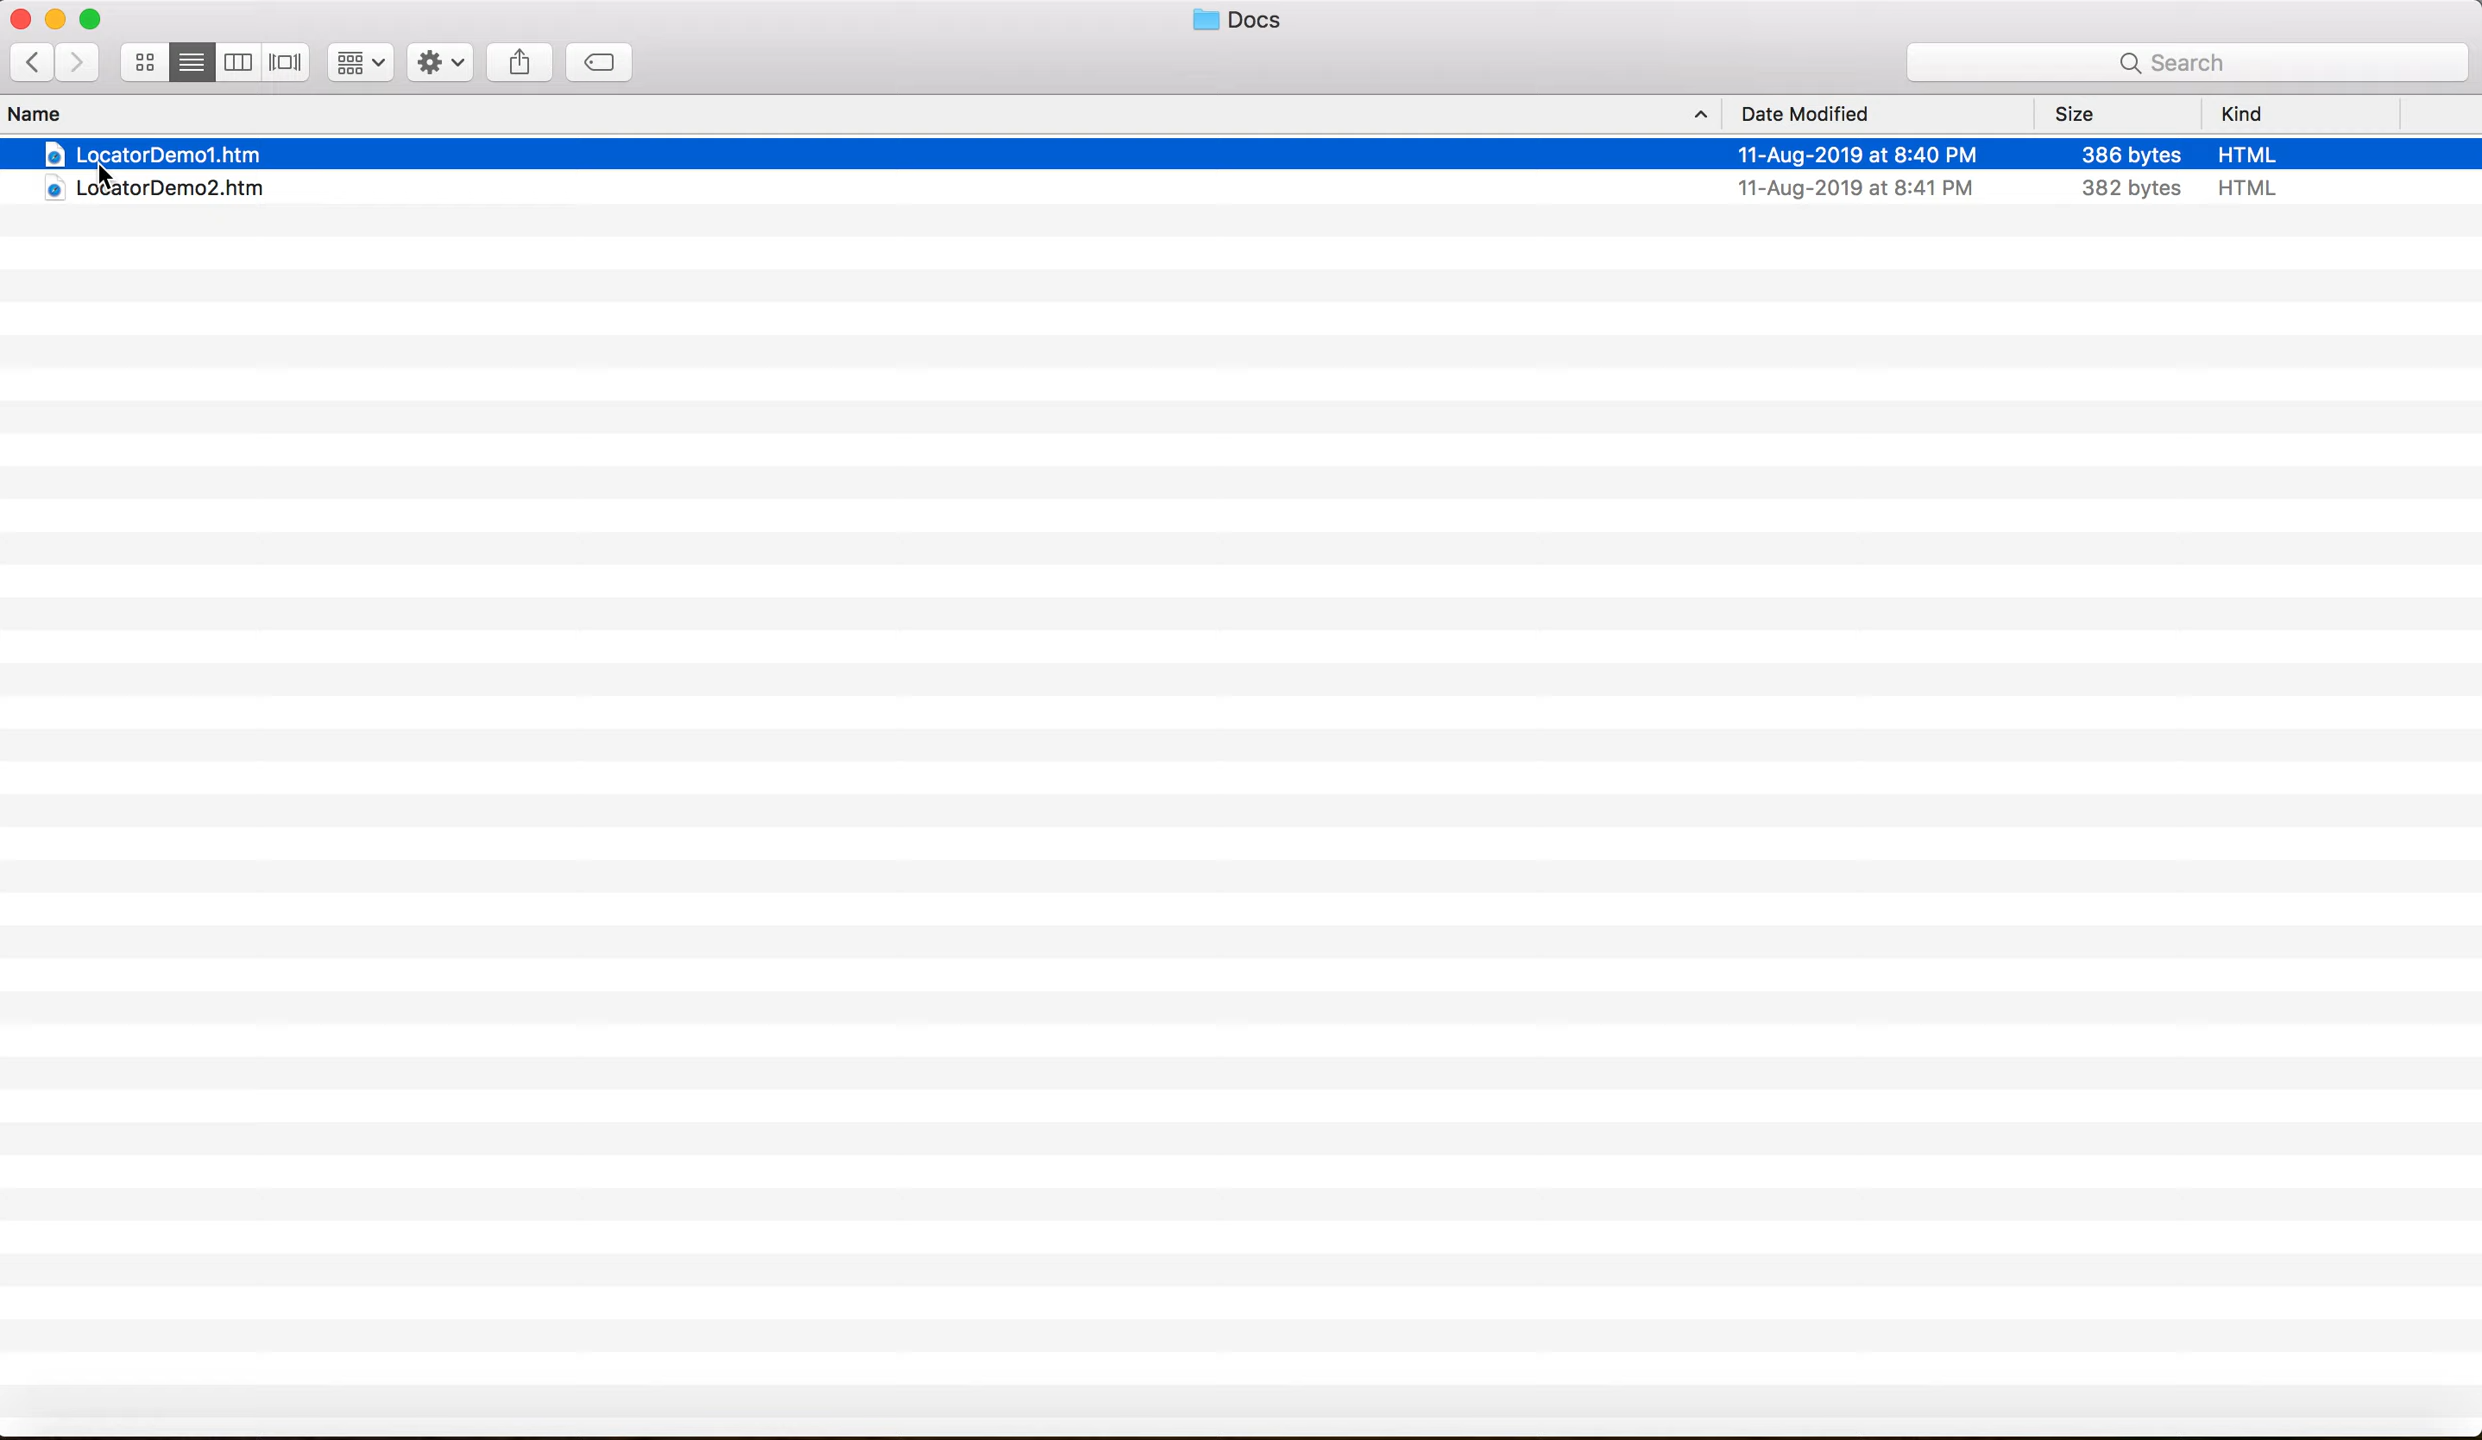 Docs
Search
Name Date Modified Size Kind
LocatorDemo1.htm 11-Aug-2019 at 8:40 PM 386 bytes HTML
LocatorDemo2.htm 11-Aug-2019 at 8:41 PM 382 bytes HTML